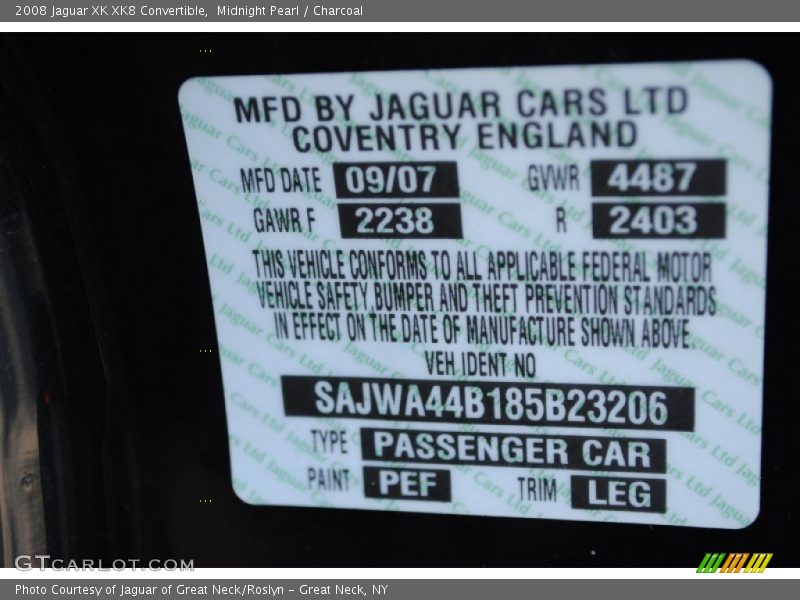 2008 Jaguar XK XK8 Convertible,  Midnight Pearl / Charcoal
MFD BY JAGUAR CARS LTD
COVENTRY ENGLAND
MFD DATE 09/07 GVWR 4487
GAWR F 2238 R 2403
THIS VEHICLE CONFORMS TO ALL APPLICABLE FEDERAL MOTOR
VEHICLE SAFETY,BUMPER AND THEFT PREVENTION STANDARDS
IN EFFECT ON THE DATE OF MANUFACTURE SHOWN ABOVE.
VEH IDENT NO
SAJWA44B185B23206
TYPE PASSENGER CAR
PAINT PEF TRIM LEG
GTCARLOT.COM
Photo Courtesy of Jaguar of Great Neck/Roslyn – Great Neck, NY